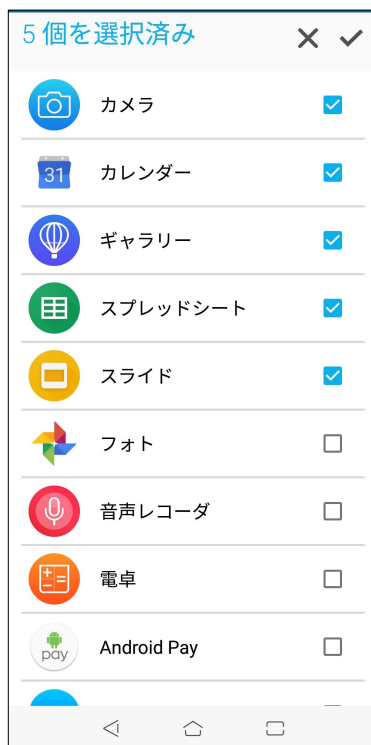 5 個を選択済み
カメラ
31
カレンダー
ギャラリー
スプレッドシート
スライド
フォト
音声レコーダ
電卓
pay
Android Pay